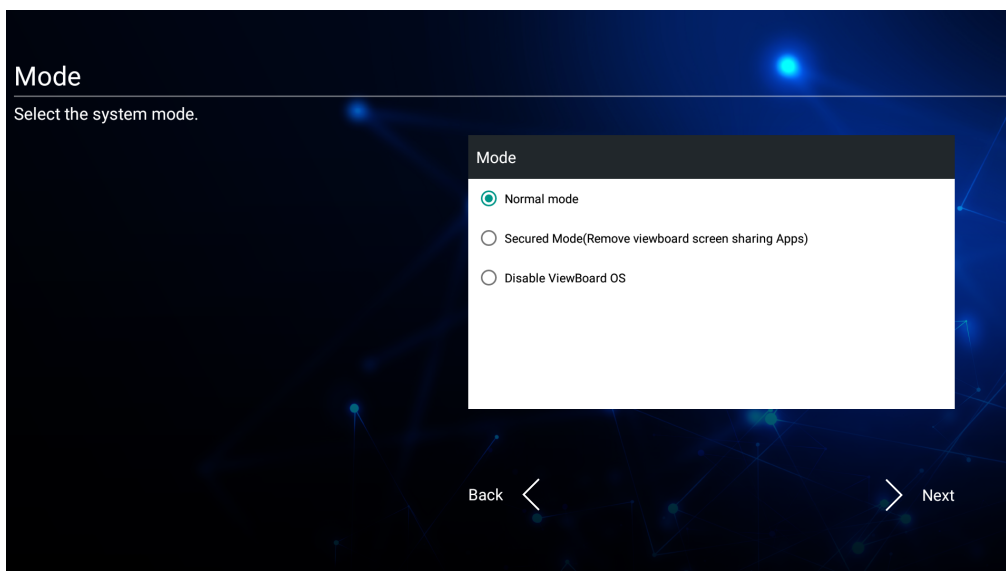 Mode
Select the system mode.
Mode
Normal mode
Secured Mode(Remove viewboard screen sharing Apps)
Disable ViewBoard OS
Back
Next